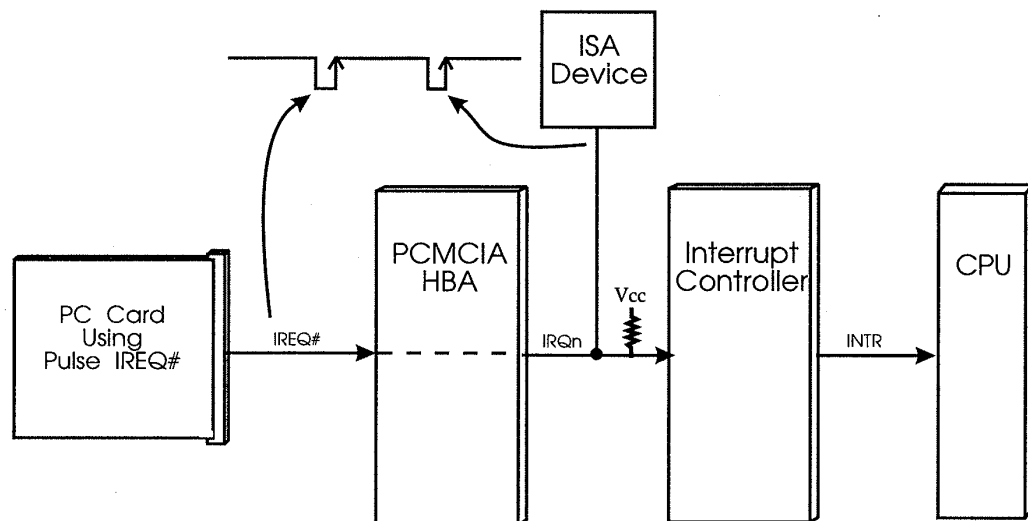 ISA
Device
PCMCIA
HBA
Interrupt
Controller
CPU
PC Card
Using
Pulse IREQ#
IREQ#
IRQn
Vcc
INTR